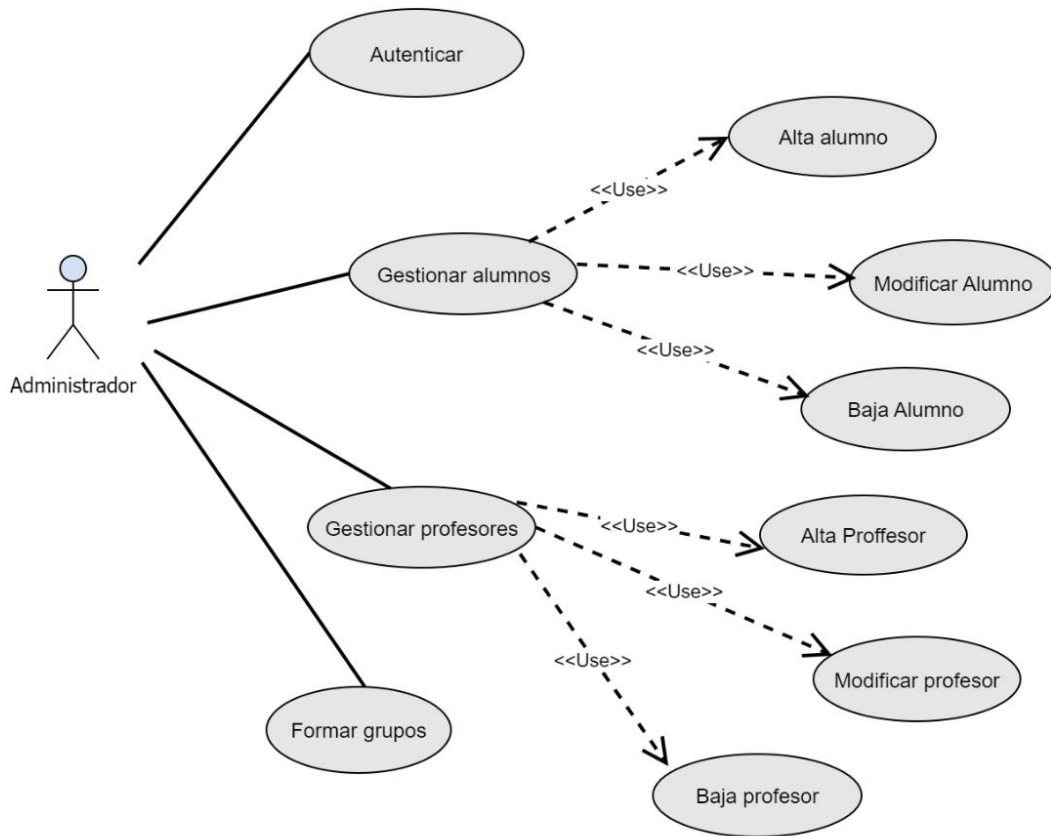 Autenticar
Alta alumno
<<Use>>
Gestionar alumnos
<<Use>>
Modificar Alumno
<<Use>>
Administrador
Baja Alumno
Gestionar profesores
<<Use>>
Alta Proffesor
<<Use>>
<<Use>>
Modificar profesor
Formar grupos
Baja profesor